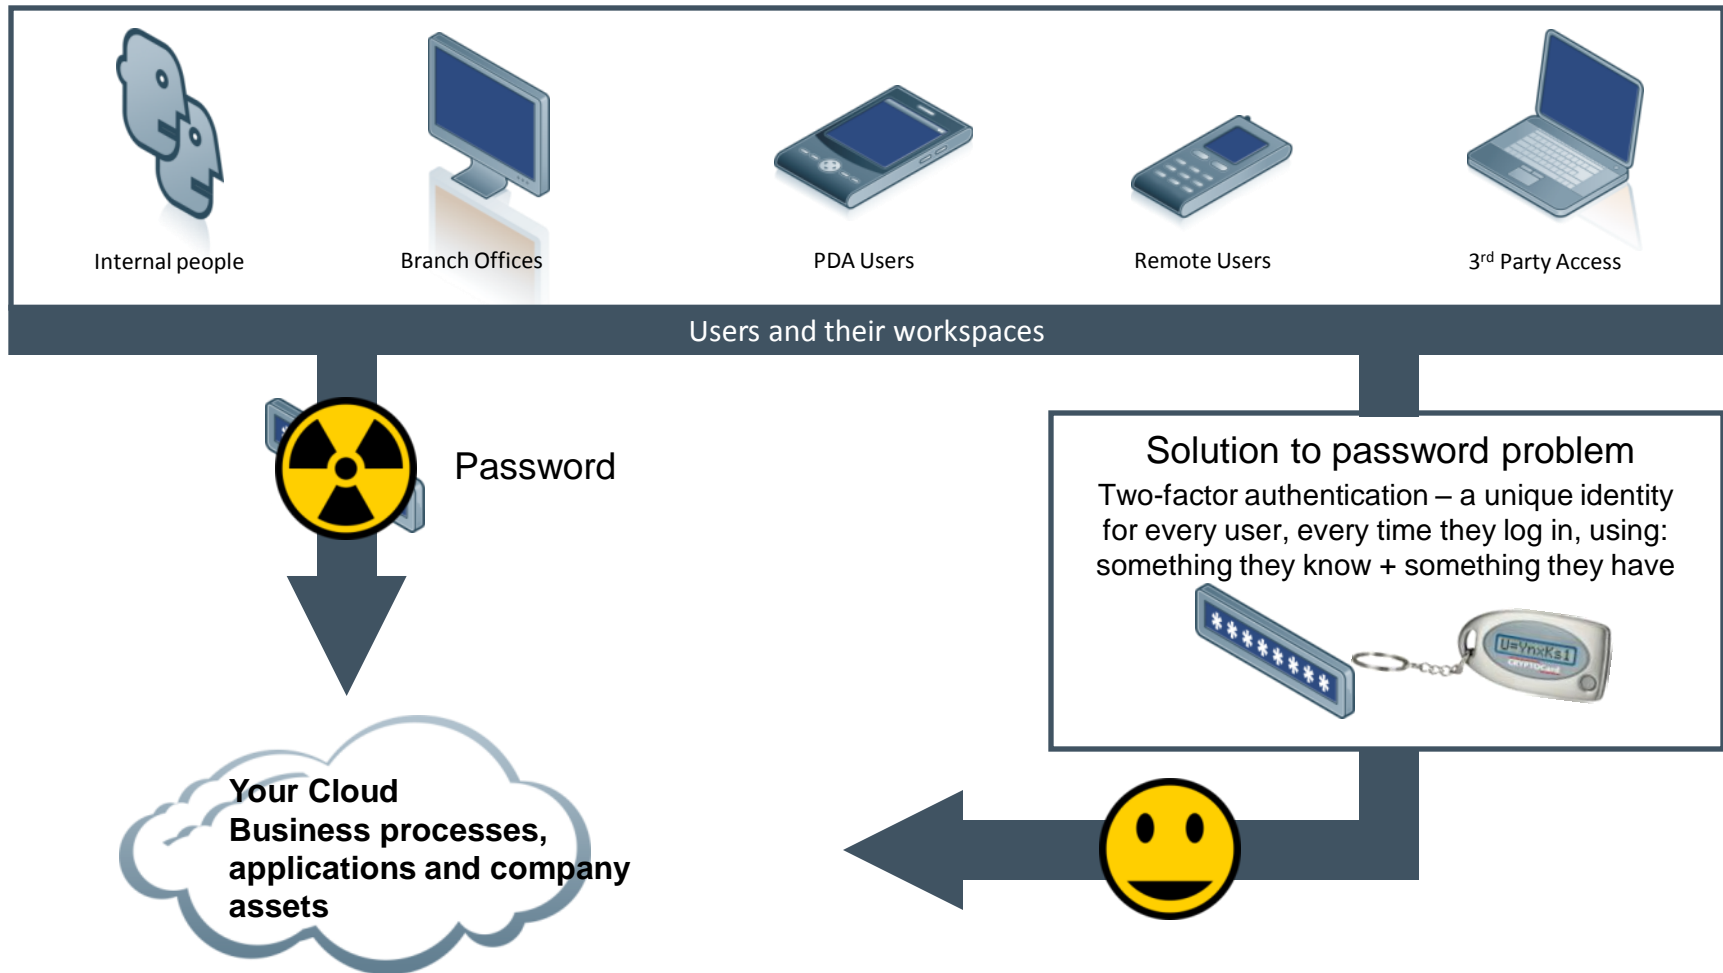 Internal people
Branch Offices
PDA Users
Remote Users
3rd Party Access
Users and their workspaces
Password
Solution to password problem
Two-factor authentication – a unique identity
for every user, every time they log in, using:
something they know + something they have
********
U=YnxKs1
CRYPTOCard
Your Cloud
Business processes,
applications and company
assets